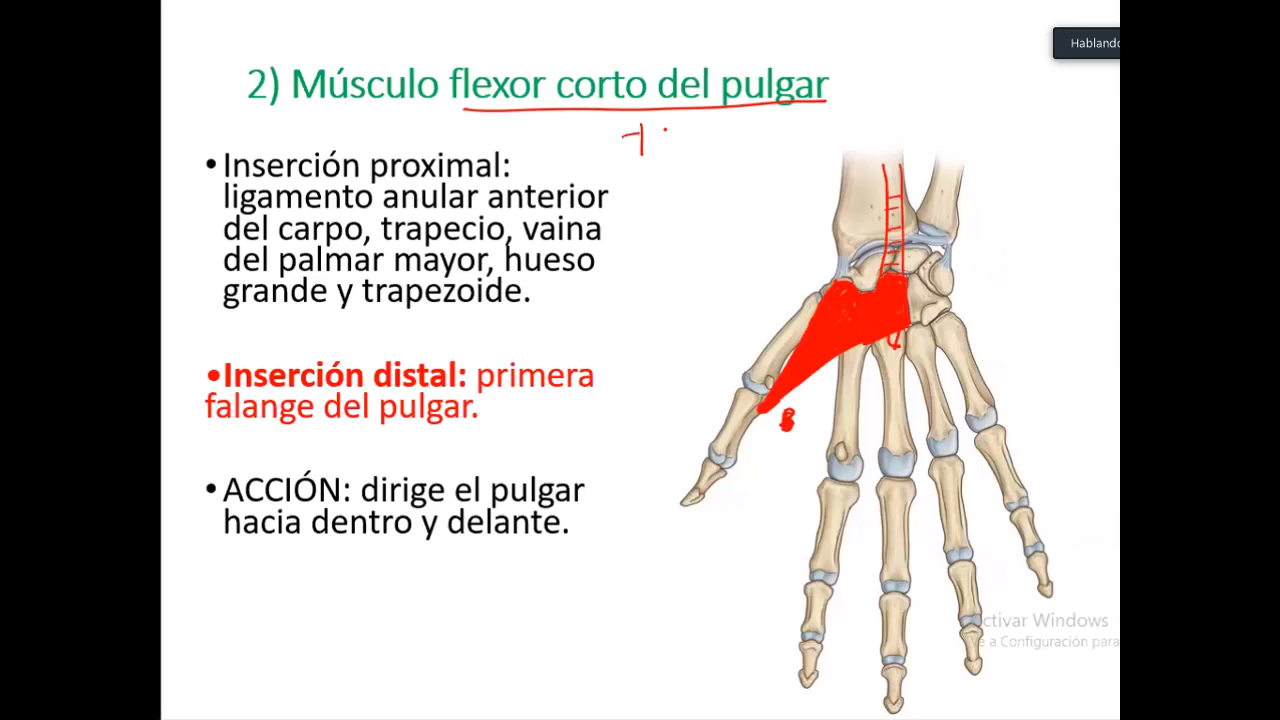 Hablando
2) Músculo flexor corto del pulgar
•Inserción proximal:
ligamento anular anterior
del carpo, trapecio, vaina
del palmar mayor, hueso
grande y trapezoide.
•Inserción distal: primera
falange del pulgar.
•ACCIÓN: dirige el pulgar
hacia dentro y delante.
ctivar Windows
e a Configuración para